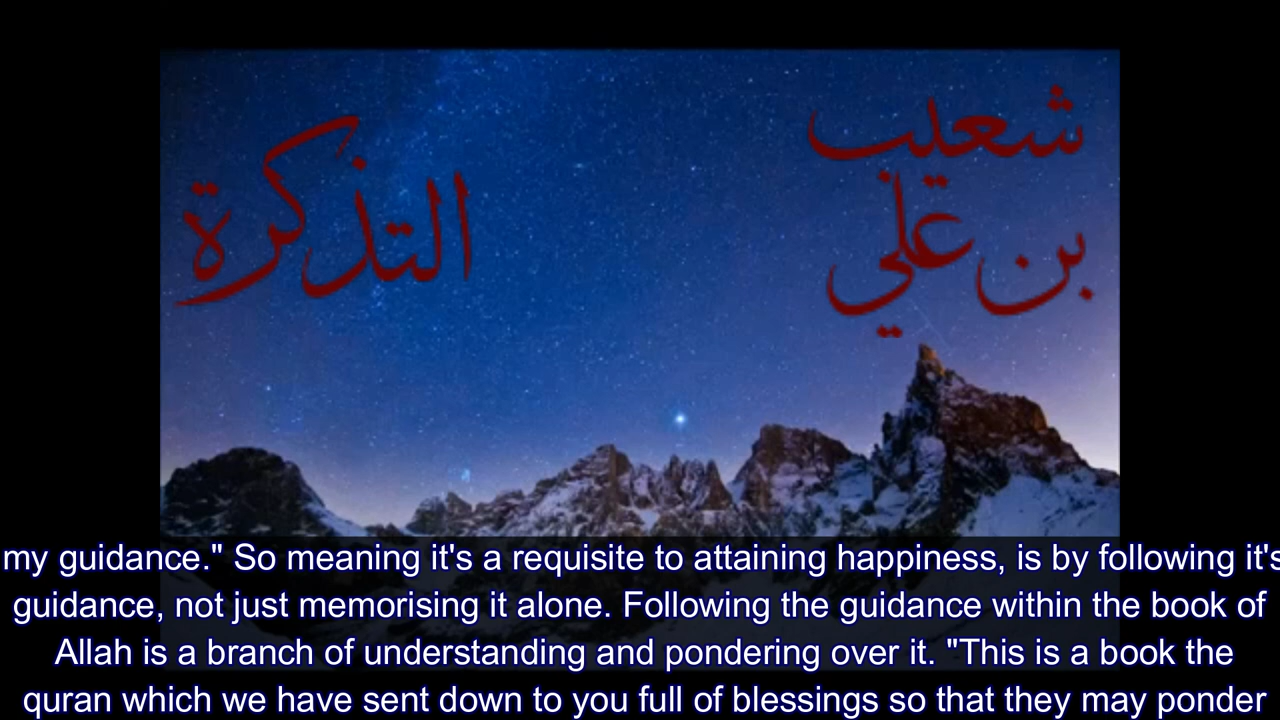 شعيب
بن علي
التذكرة
my guidance." So meaning it's a requisite to attaining happiness, is by following it's
guidance, not just memorising it alone. Following the guidance within the book of
Allah is a branch of understanding and pondering over it. "This is a book the
quran which we have sent down to you full of blessings so that they may ponder